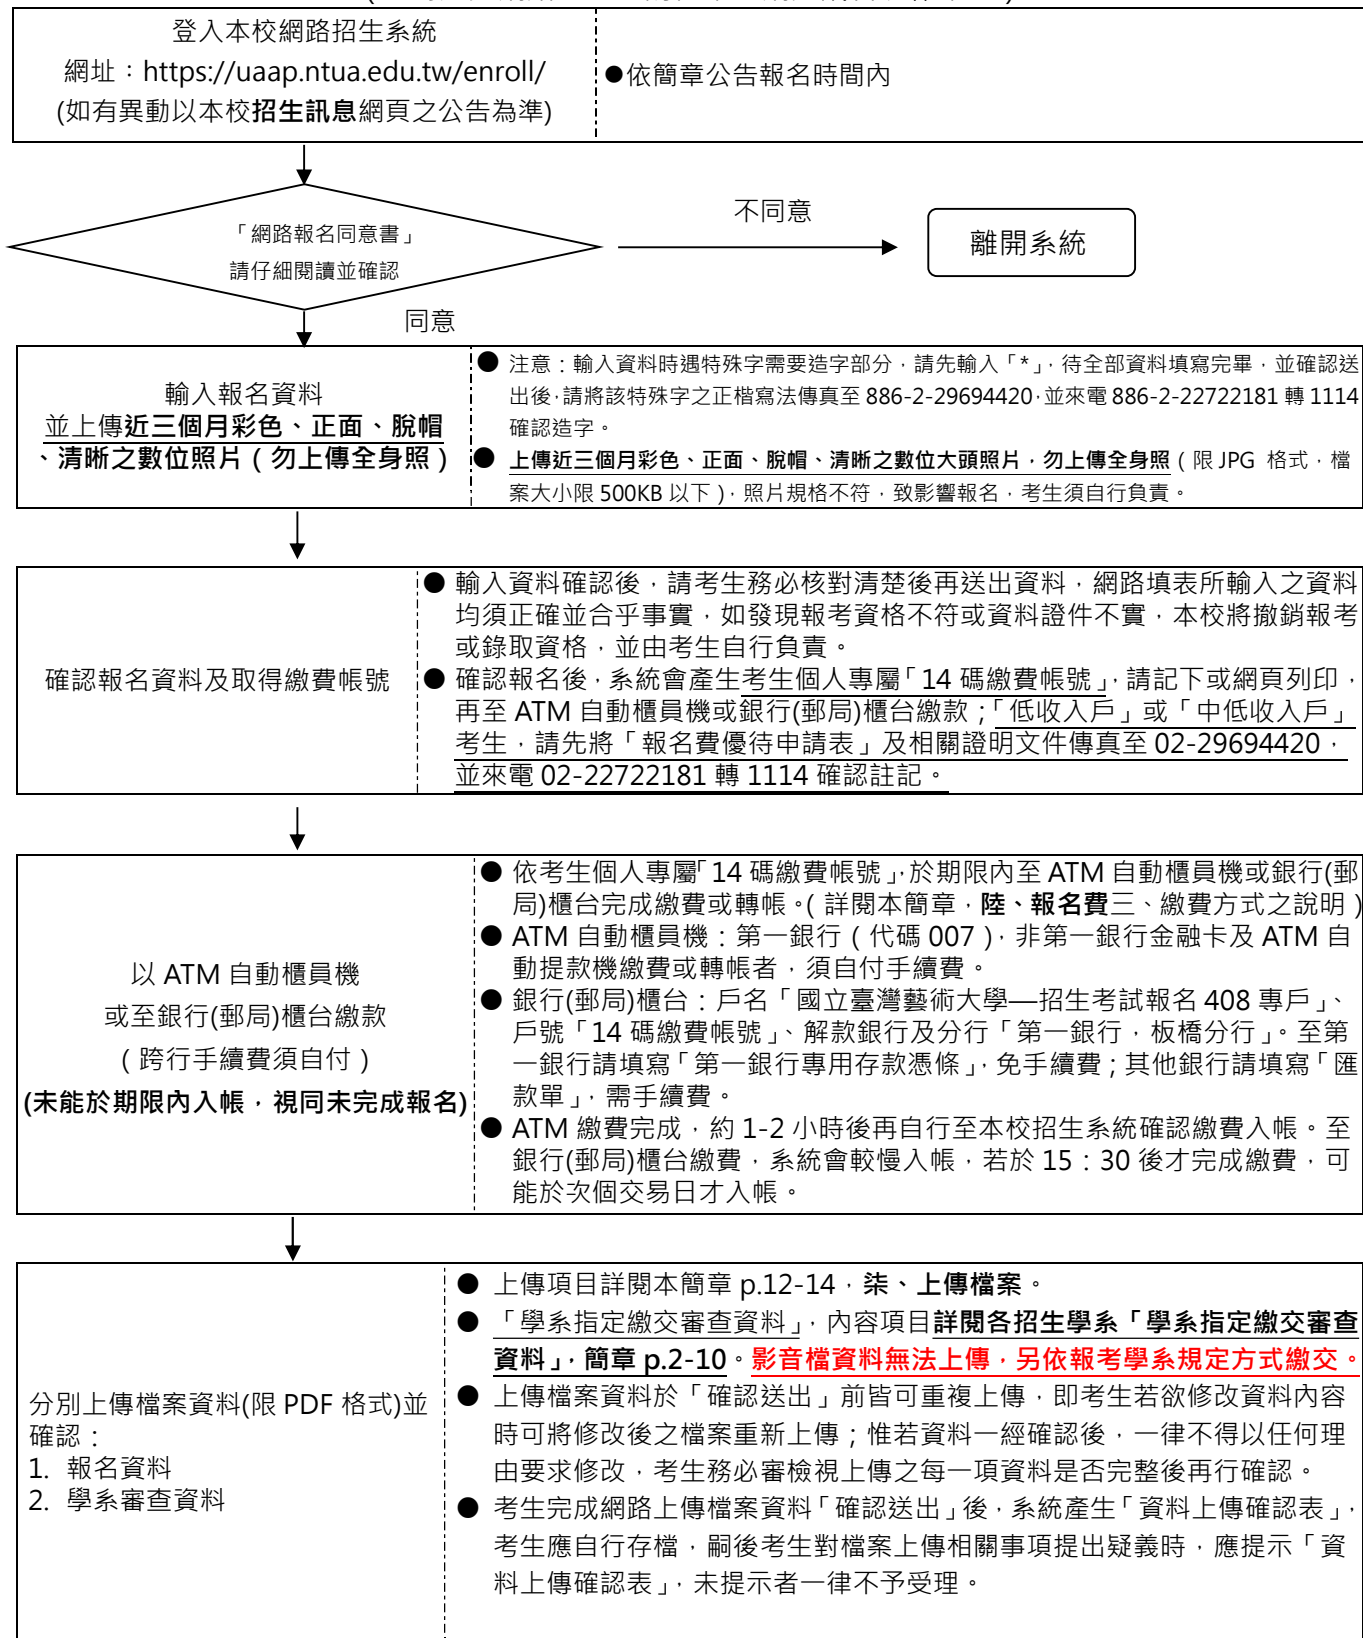 登入本校網路招生系統
網址：https://uaap.ntua.edu.tw/enroll/
(如有異動以本校招生訊息網頁之公告為準)
●依簡章公告報名時間內
「網路報名同意書」
請仔細閱讀並確認
不同意
離開系統
同意
輸入報名資料
並上傳近三個月彩色、正面、脫帽
、清晰之數位照片（勿上傳全身照）
● 注意：輸入資料時遇特殊字需要造字部分，請先輸入「*」，待全部資料填寫完畢，並確認送
出後，請將該特殊字之正楷寫法傳真至 886-2-29694420，並來電 886-2-22722181 轉 1114
確認造字。
● 上傳近三個月彩色、正面、脫帽、清晰之數位大頭照片，勿上傳全身照（限 JPG 格式，檔
案大小限 500KB 以下），照片規格不符，致影響報名，考生須自行負責。
確認報名資料及取得繳費帳號
● 輸入資料確認後，請考生務必核對清楚後再送出資料，網路填表所輸入之資料
均須正確並合乎事實，如發現報考資格不符或資料證件不實，本校將撤銷報考
或錄取資格，並由考生自行負責。
● 確認報名後，系統會產生考生個人專屬「14 碼繳費帳號」，請記下或網頁列印，
再至 ATM 自動櫃員機或銀行(郵局)櫃台繳款；「低收入戶」或「中低收入戶」
考生，請先將「報名費優待申請表」及相關證明文件傳真至 02-29694420，
並來電 02-22722181 轉 1114 確認註記。
以 ATM 自動櫃員機
或至銀行(郵局)櫃台繳款
（跨行手續費須自付）
(未能於期限內入帳，視同未完成報名)
● 依考生個人專屬「14 碼繳費帳號」，於期限內至 ATM 自動櫃員機或銀行(郵
局)櫃台完成繳費或轉帳。(詳閱本簡章，陸、報名費三、繳費方式之說明)
● ATM 自動櫃員機：第一銀行（代碼 007），非第一銀行金融卡及 ATM 自
動提款機繳費或轉帳者，須自付手續費。
● 銀行(郵局)櫃台：戶名「國立臺灣藝術大學—招生考試報名 408 專戶」、
戶號「14 碼繳費帳號」、解款銀行及分行「第一銀行，板橋分行」。至第
一銀行請填寫「第一銀行專用存款憑條」，免手續費；其他銀行請填寫「匯
款單」，需手續費。
● ATM 繳費完成，約 1-2 小時後再自行至本校招生系統確認繳費入帳。至
銀行(郵局)櫃台繳費，系統會較慢入帳，若於 15：30 後才完成繳費，可
能於次個交易日才入帳。
分別上傳檔案資料(限 PDF 格式)並
確認：
1. 報名資料
2. 學系審查資料
● 上傳項目詳閱本簡章 p.12-14，柒、上傳檔案。
● 「學系指定繳交審查資料」，內容項目詳閱各招生學系「學系指定繳交審查
資料」，簡章 p.2-10。影音檔資料無法上傳，另依報考學系規定方式繳交。
● 上傳檔案資料於「確認送出」前皆可重複上傳，即考生若欲修改資料內容
時可將修改後之檔案重新上傳；惟若資料一經確認後，一律不得以任何理
由要求修改，考生務必審檢視上傳之每一項資料是否完整後再行確認。
● 考生完成網路上傳檔案資料「確認送出」後，系統產生「資料上傳確認表」，
考生應自行存檔，嗣後考生對檔案上傳相關事項提出疑義時，應提示「資
料上傳確認表」，未提示者一律不予受理。